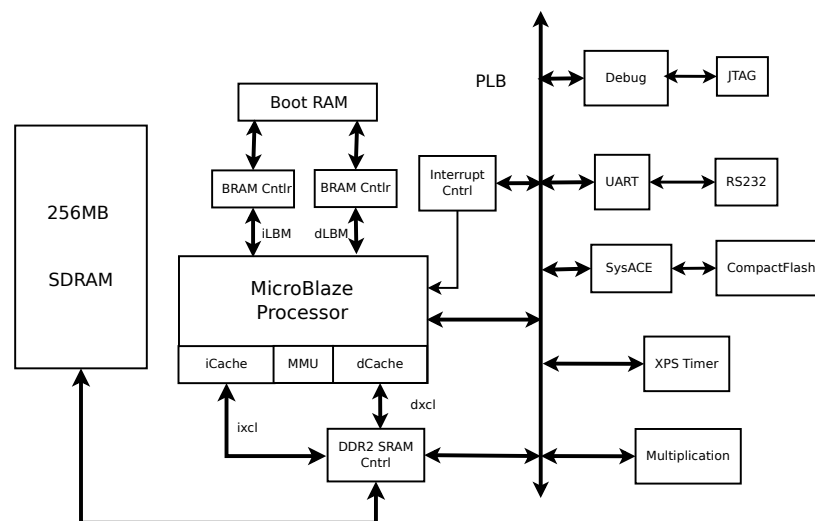 PLB
Debug
JTAG
Boot RAM
256MB
SDRAM
BRAM Cntlr
BRAM Cntlr
Interrupt
Cntrl
UART
RS232
iLBM
dLBM
SysACE
CompactFlash
MicroBlaze
Processor
iCache
MMU
dCache
XPS Timer
dxcl
ixcl
DDR2 SRAM
Cntrl
Multiplication